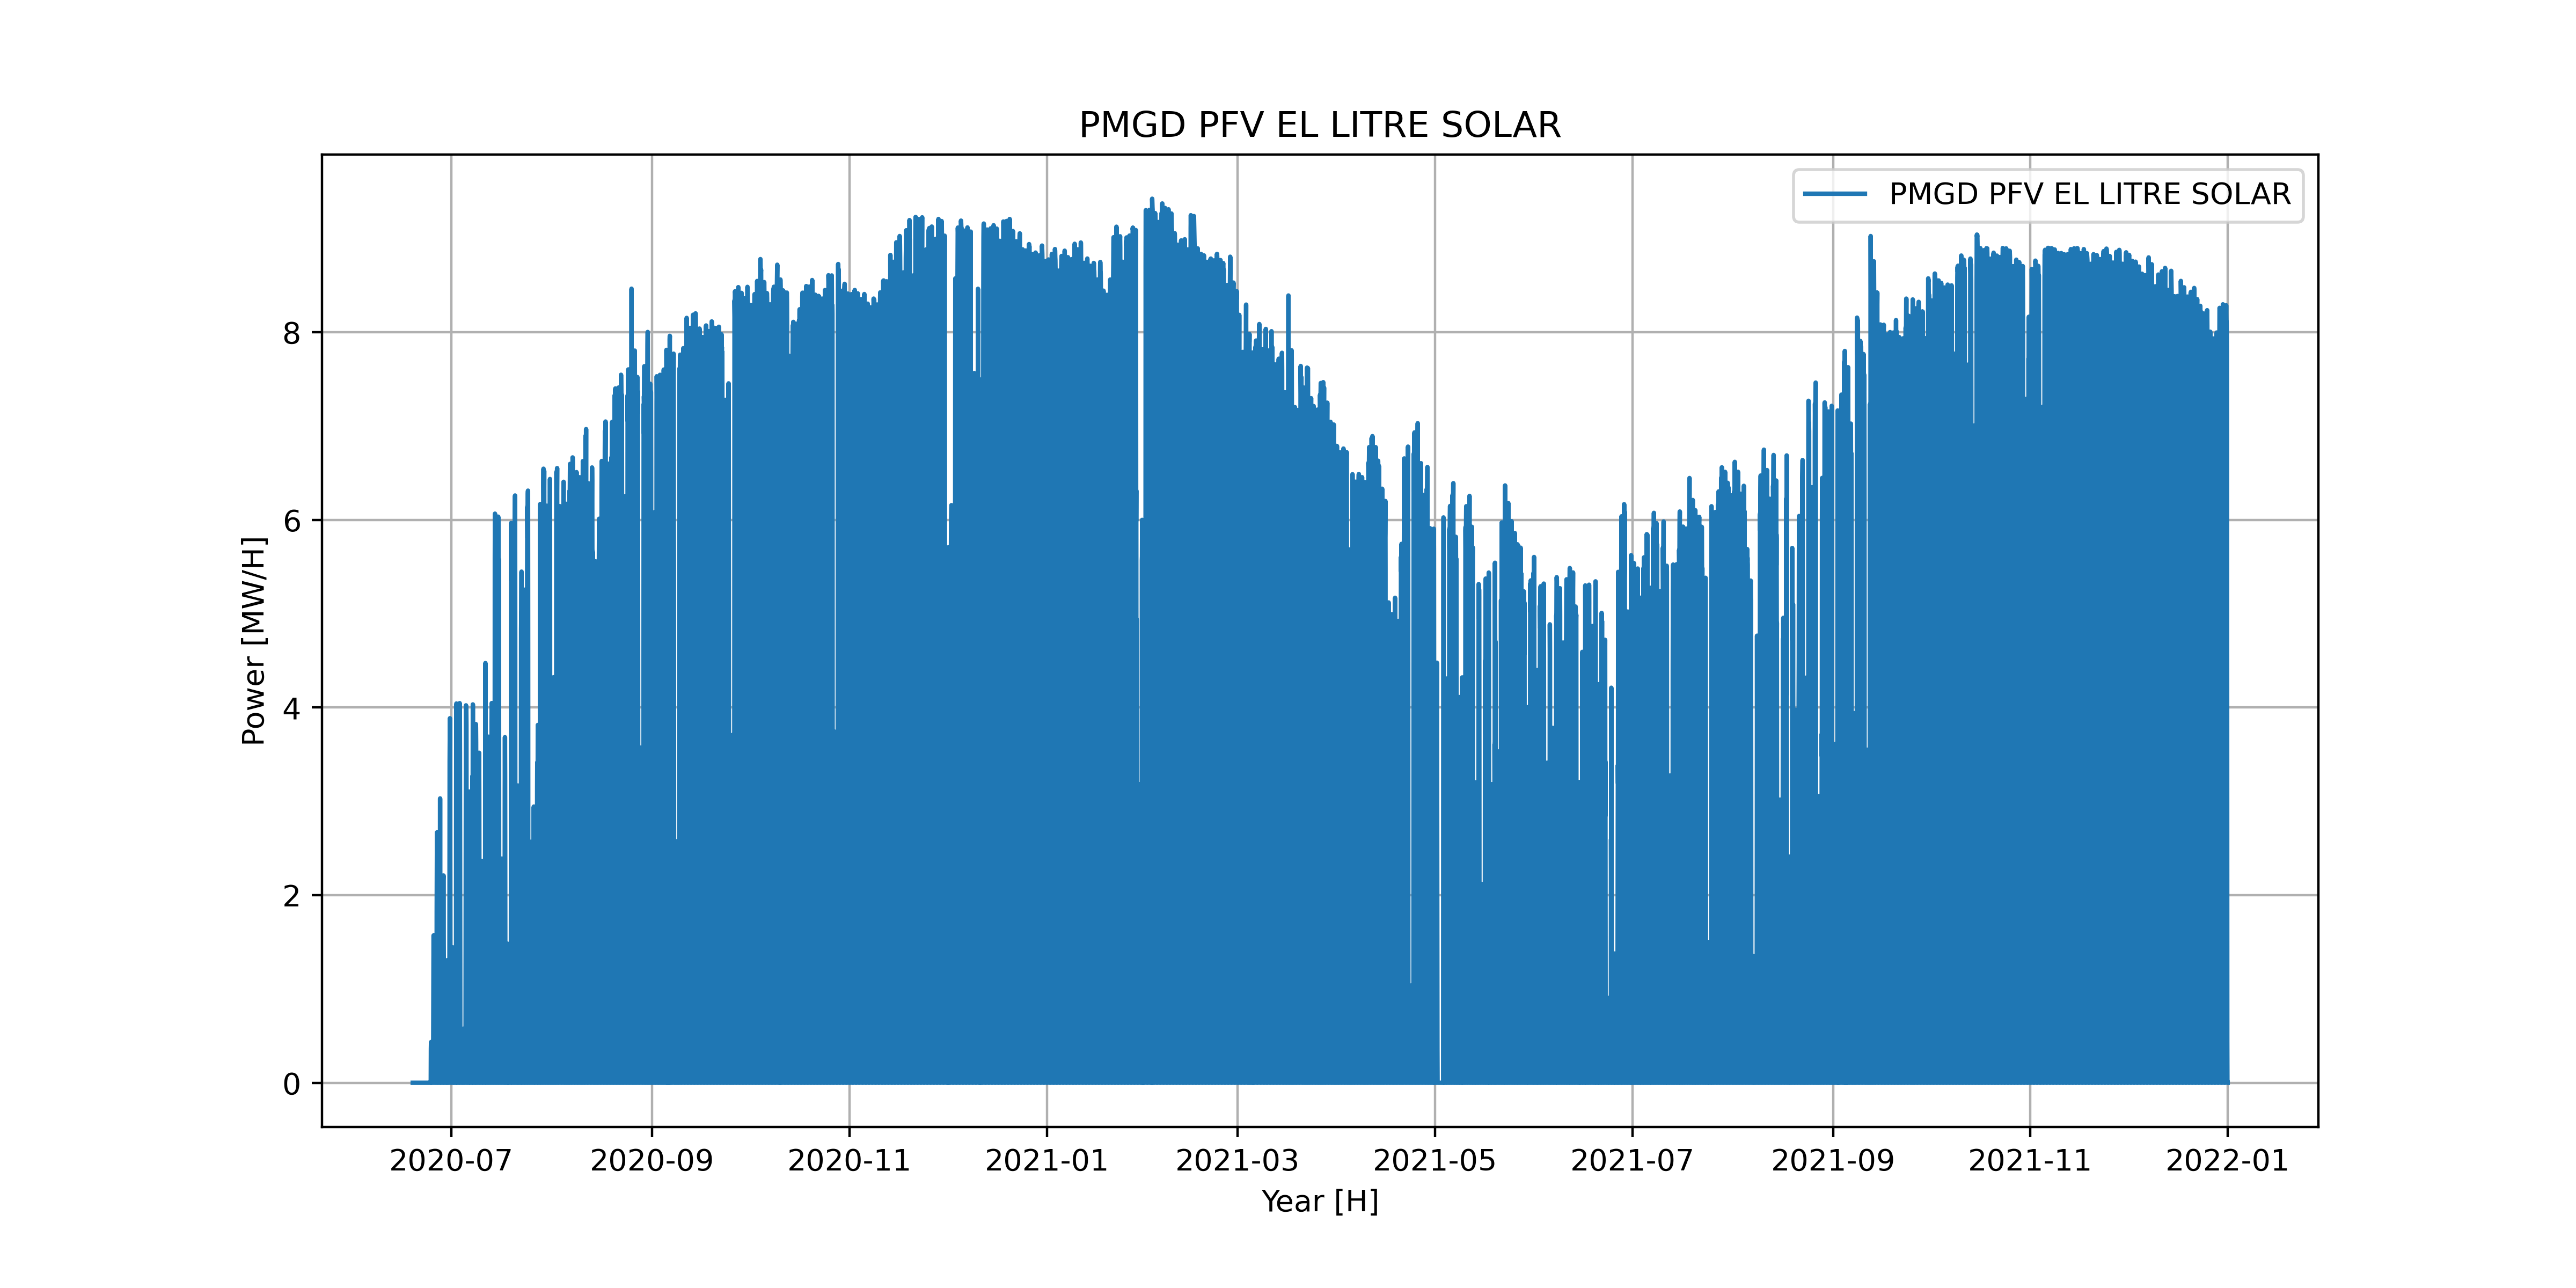 PMGD PFV EL LITRE SOLAR
PMGD PFV EL LITRE SOLAR
Power [MW/H]
8
6
4
2
0
2020-07 2020-09 2020-11 2021-01 2021-03 2021-05 2021-07 2021-09 2021-11 2022-01
Year [H]